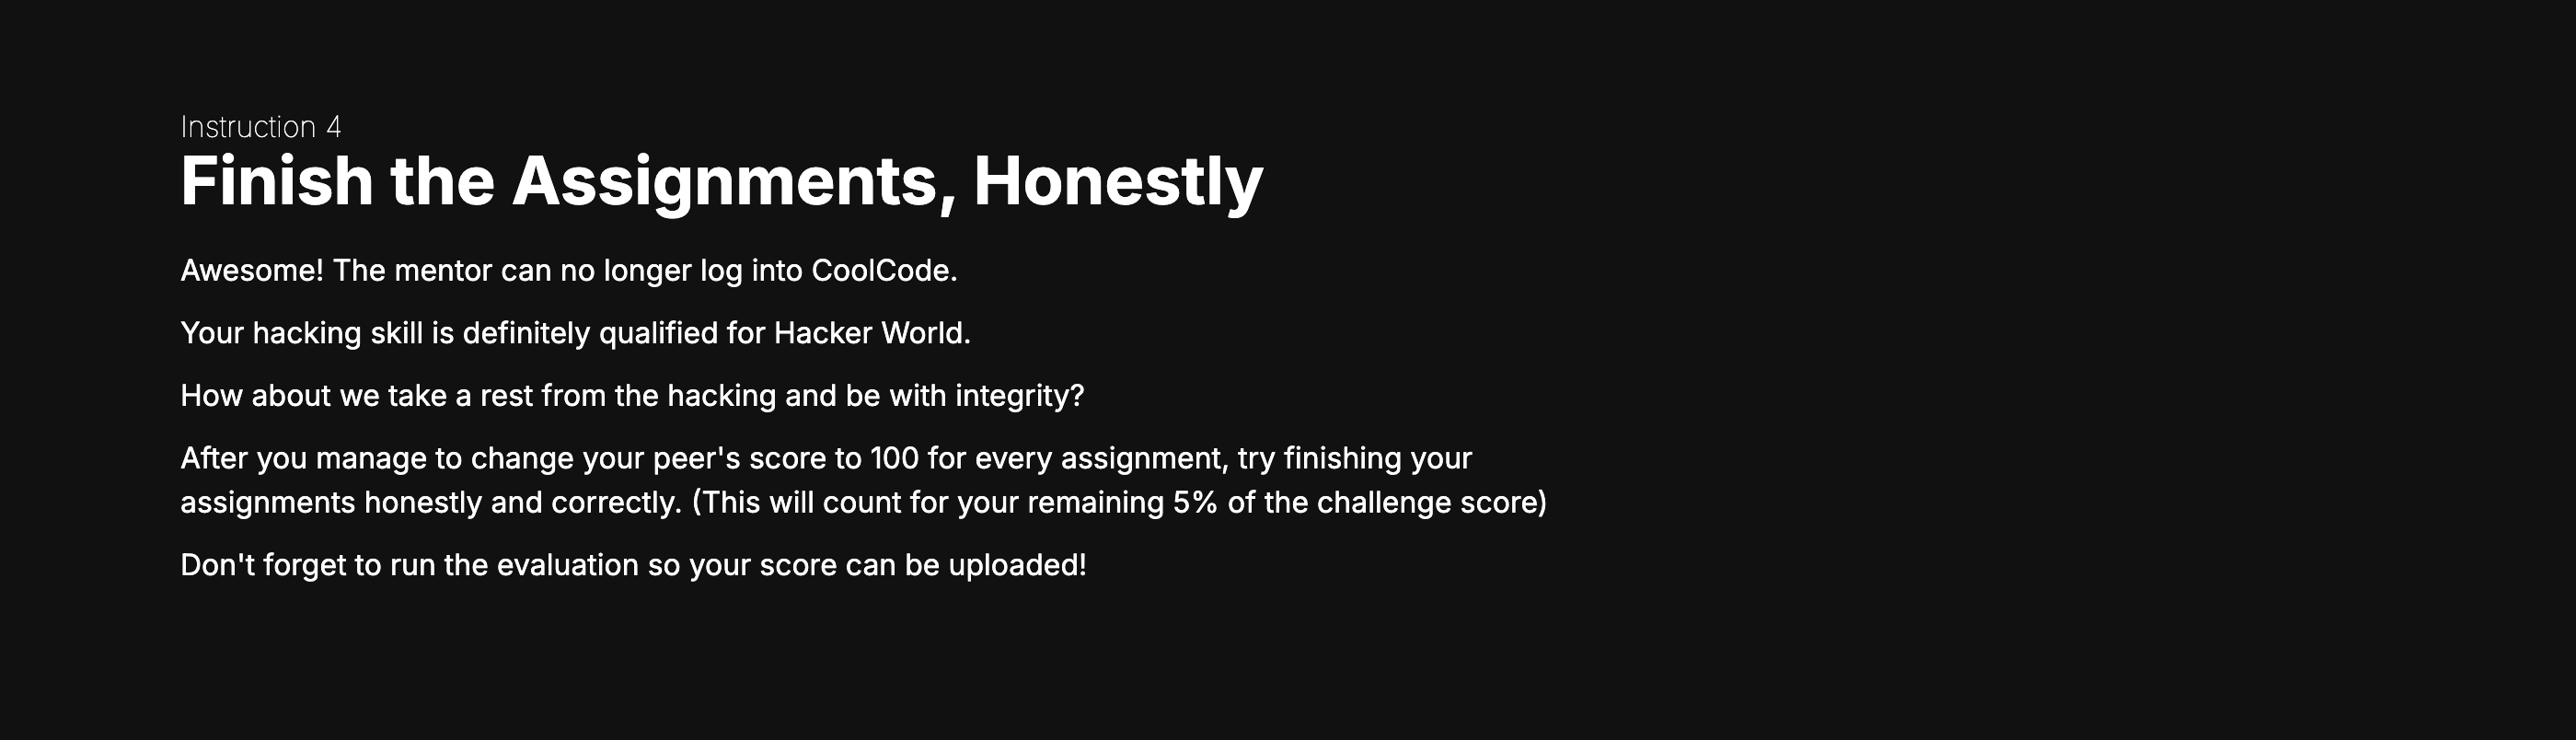 Instruction 4
Finish the Assignments, Honestly
Awesome! The mentor can no longer log into CoolCode.
Your hacking skill is definitely qualified for Hacker World.
How about we take a rest from the hacking and be with integrity?
After you manage to change your peer's score to 100 for every assignment, try finishing your
assignments honestly and correctly. (This will count for your remaining 5% of the challenge score)
Don't forget to run the evaluation so your score can be uploaded!